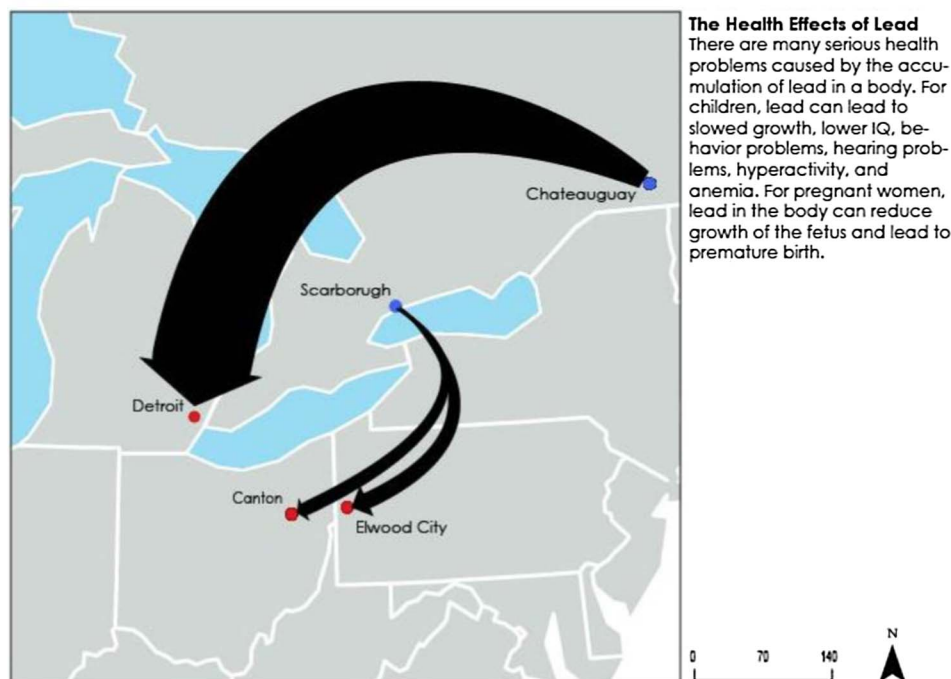 The Health Effects of Lead
There are many serious health
problems caused by the accu-
mulation of lead in a body. For
children, lead can lead to
slowed growth, lower IQ, be-
havior problems, hearing prob-
lems, hyperactivity, and
anemia. For pregnant women,
lead in the body can reduce
growth of the fetus and lead to
premature birth.
Chateauguay
Scarborugh
Detroit
Canton
Elwood City
N
0 70 140